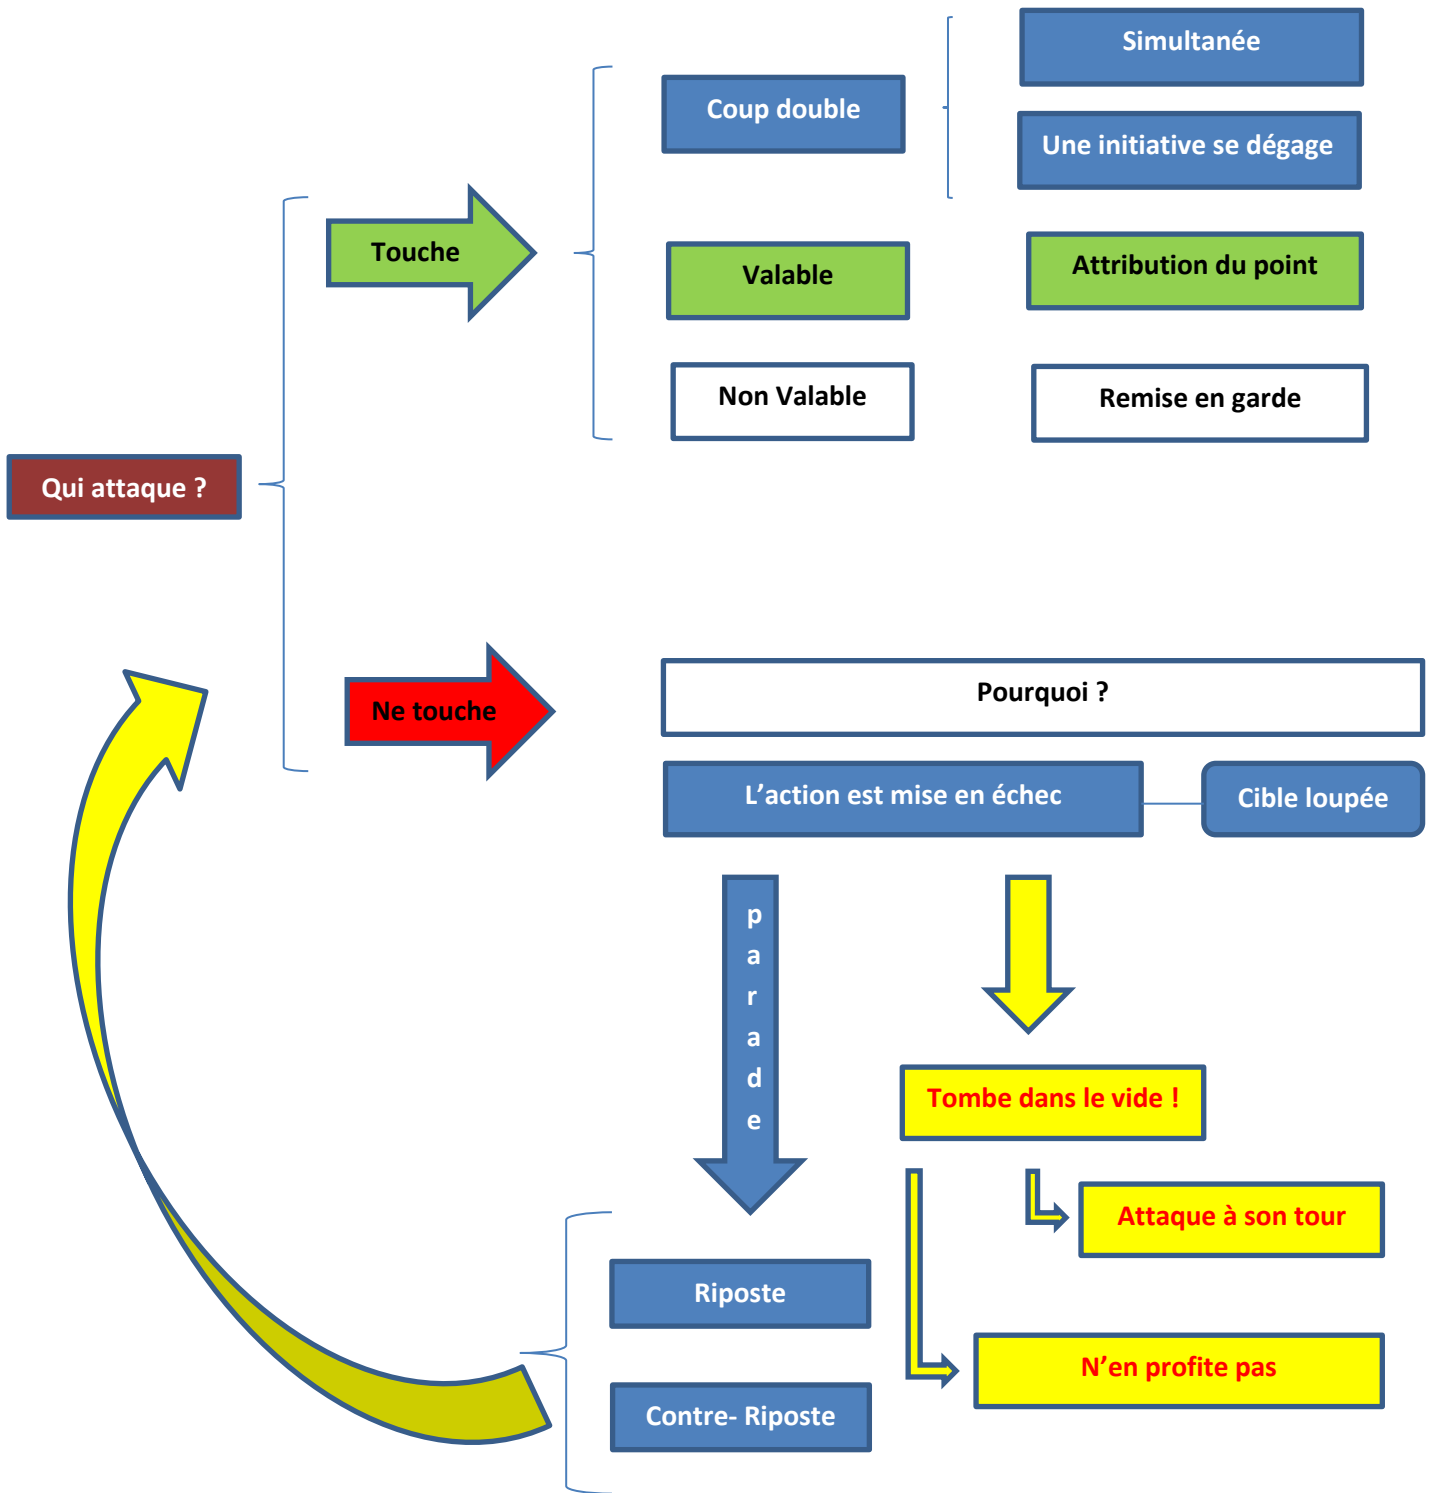 Simultanée
Coup double
Une initiative se dégage
Touche
Valable
Attribution du point
Non Valable
Remise en garde
Qui attaque ?
Ne touche
Pourquoi ?
L’action est mise en échec
Cible loupée
parade
Tombe dans le vide !
Attaque à son tour
Riposte
N’en profite pas
Contre- Riposte